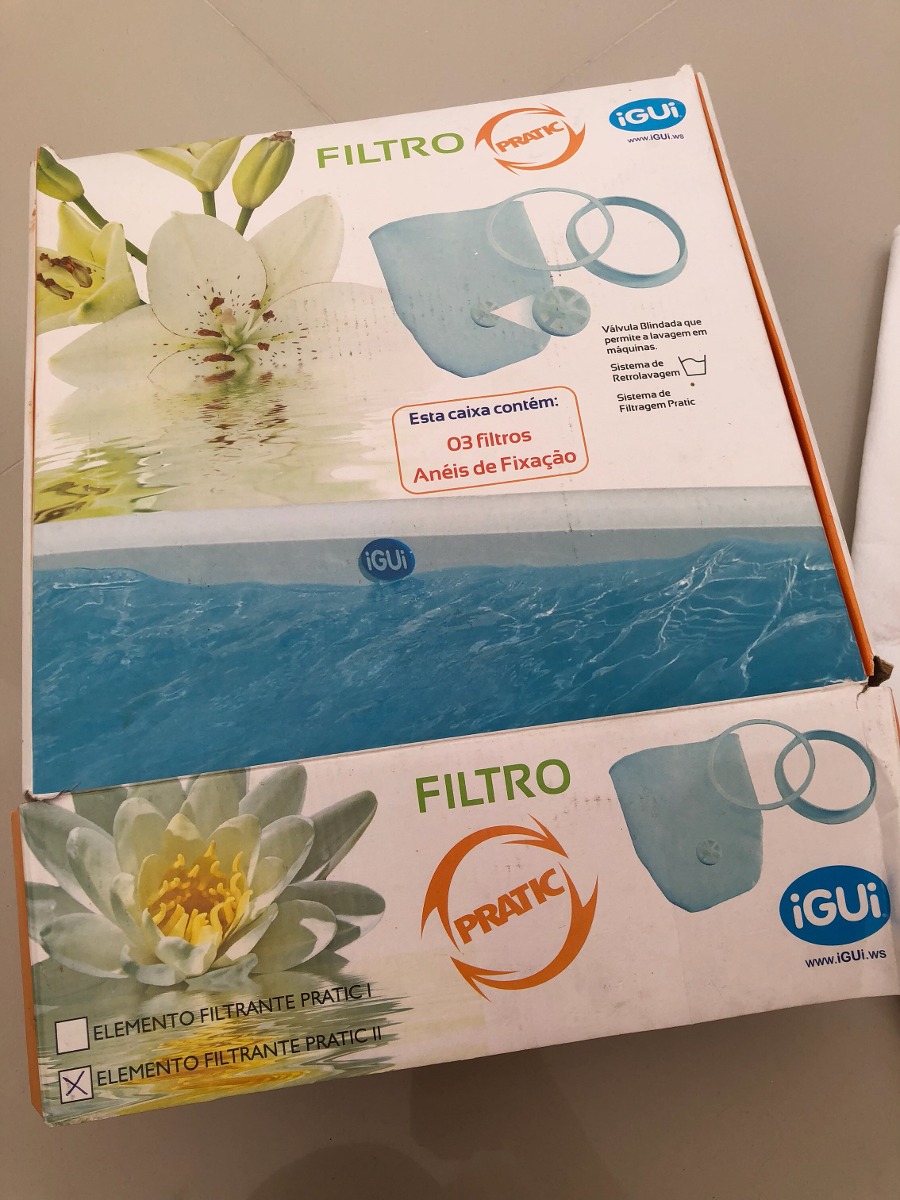 FILTRO PRATIC
iGUi
www.iGUi.ws
Válvula Blindada que
permite a lavagem em
máquinas.
Sistema de
Retrolavagem
Sistema de
Filtragem Pratic
Esta caixa contém:
03 filtros
Anéis de Fixação
iGUi
FILTRO
PRATIC
iGUi
www.iGUi.ws
ELEMENTO FILTRANTE PRATIC I
X ELEMENTO FILTRANTE PRATIC II